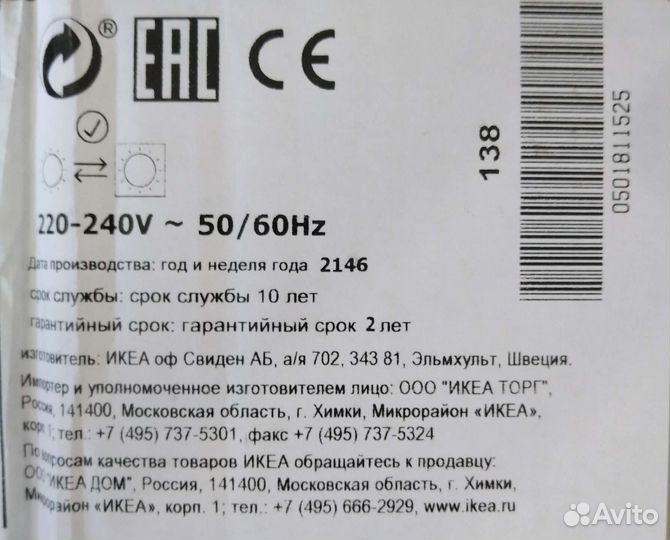 ®
EAC CE
138
0501811525
220-240V ~ 50/60Hz
Дата производства: год и неделя года 2146
срок службы: срок службы 10 лет
гарантийный срок: гарантийный срок 2 лет
изготовитель: ИКЕА оф Свиден АБ, а/я 702, 343 81, Эльмхульт, Швеция.
Импортер и уполномоченное изготовителем лицо: ООО "ИКЕА ТОРГ",
Россия, 141400, Московская область, г. Химки, Микрорайон «ИКЕА»,
корп 1; тел.: +7 (495) 737-5301, факс +7 (495) 737-5324
По вопросам качества товаров ИКЕА обращайтесь к продавцу:
ООО "ИКЕА ДОМ", Россия, 141400, Московская область, г. Химки,
Микрорайон «ИКЕА», корп. 1; тел.: +7 (495) 666-2929, www.ikea.ru
Avito